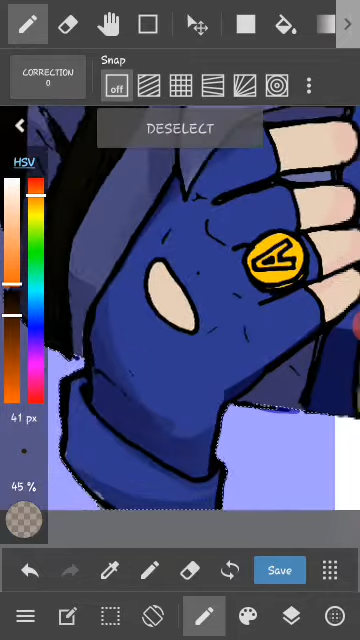 CORRECTION
0
Snap
off
DESELECT
HSV
41 px
45 %
Save